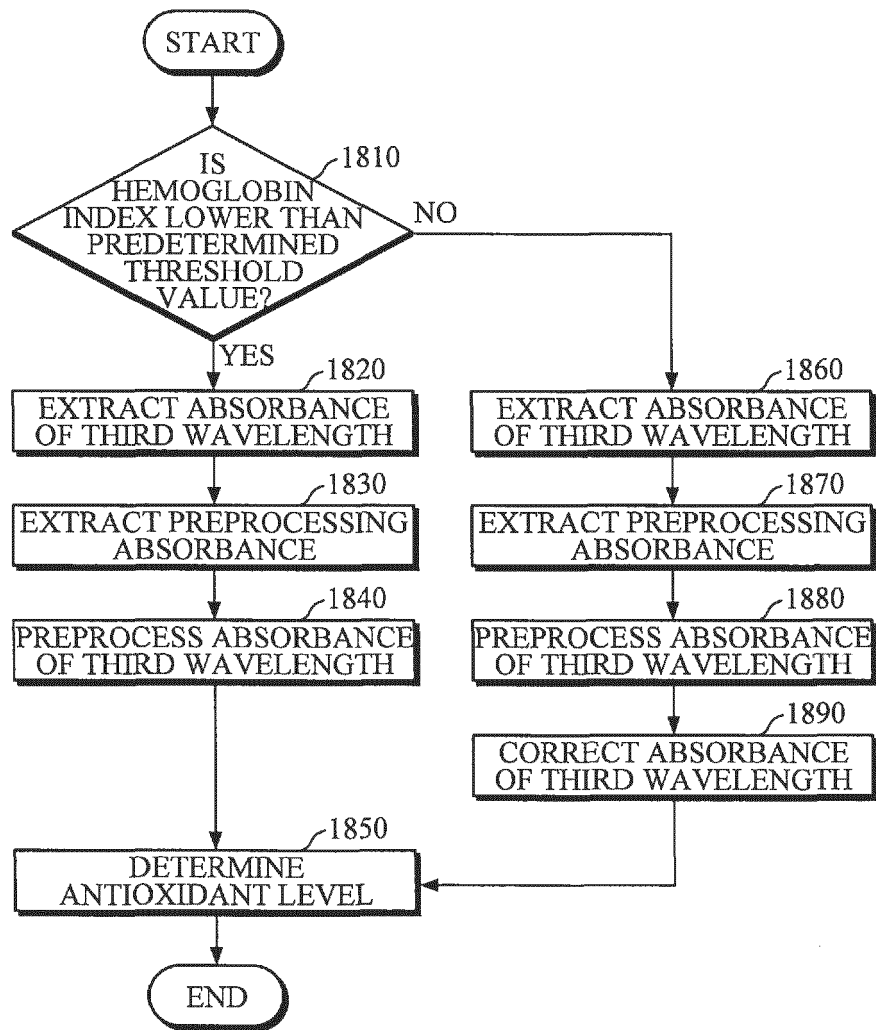 START
1810
IS
HEMOGLOBIN
INDEX LOWER THAN
PREDETERMINED
THRESHOLD
VALUE?
NO
YES
1820
EXTRACT ABSORBANCE
OF THIRD WAVELENGTH
1830
EXTRACT PREPROCESSING
ABSORBANCE
1840
PREPROCESS ABSORBANCE
OF THIRD WAVELENGTH
1860
EXTRACT ABSORBANCE
OF THIRD WAVELENGTH
1870
EXTRACT PREPROCESSING
ABSORBANCE
1880
PREPROCESS ABSORBANCE
OF THIRD WAVELENGTH
1890
CORRECT ABSORBANCE
OF THIRD WAVELENGTH
1850
DETERMINE
ANTIOXIDANT LEVEL
END